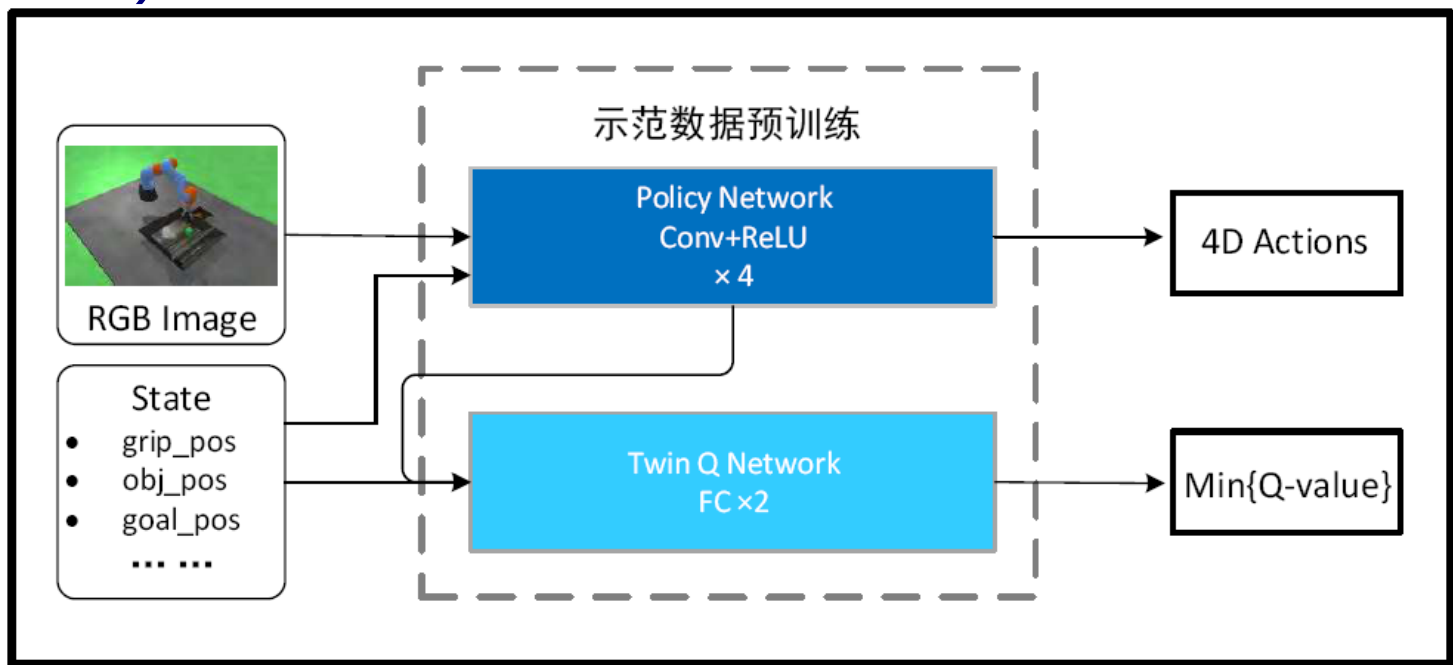 示范数据预训练
RGB Image
State
• grip_pos
• obj_pos
• goal_pos
... ...
Policy Network
Conv+ReLU
× 4
Twin Q Network
FC ×2
4D Actions
Min{Q-value}